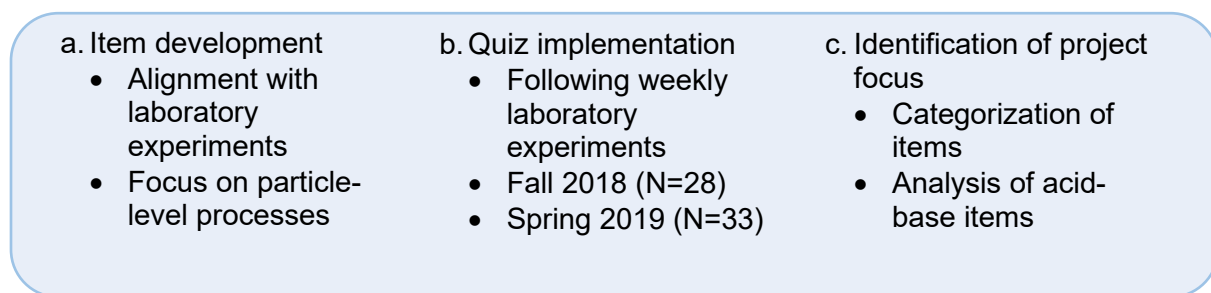 a. Item development
• Alignment with
laboratory
experiments
• Focus on particle-
level processes
b. Quiz implementation
• Following weekly
laboratory
experiments
• Fall 2018 (N=28)
• Spring 2019 (N=33)
c. Identification of project
focus
• Categorization of
items
• Analysis of acid-
base items